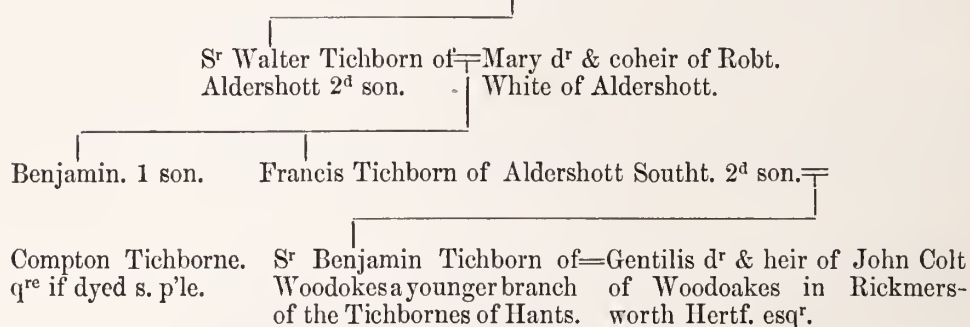 Sʳ Walter Tichborn of
Aldershott 2ᵈ son.
Mary dʳ & coheir of Robt.
White of Aldershott.
Benjamin. 1 son.
Francis Tichborn of Aldershott Southt. 2ᵈ son.
Compton Tichborne.
qʳᵉ if dyed s. p'le.
Sʳ Benjamin Tichborn of
Woodokes a younger branch
of the Tichbornes of Hants.
Gentilis dʳ & heir of John Colt
of Woodoakes in Rickmers-
worth Hertf. esqʳ.